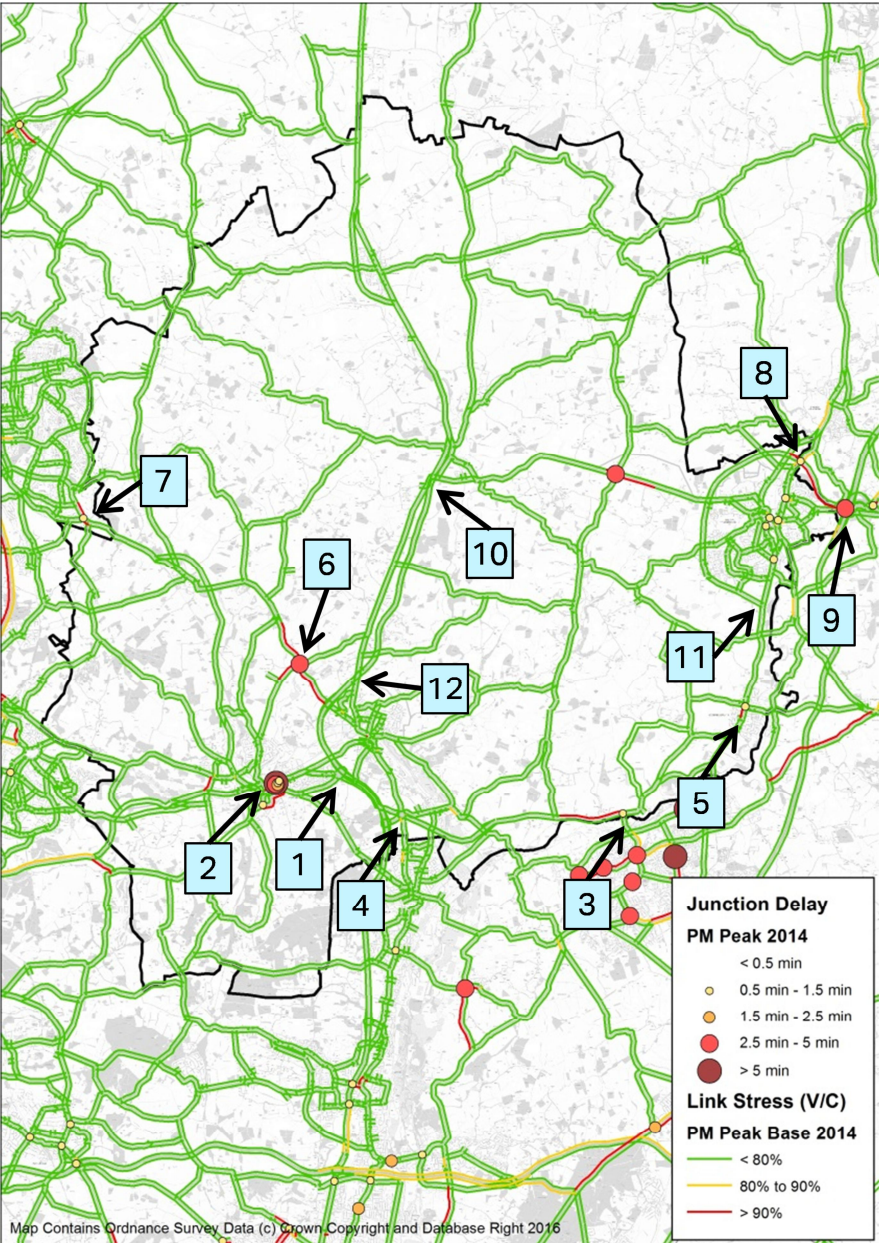 8
7
10
6
9
11
12
5
2
1
4
3
Junction Delay
PM Peak 2014
< 0.5 min
0.5 min - 1.5 min
1.5 min - 2.5 min
2.5 min - 5 min
> 5 min
Link Stress (V/C)
PM Peak Base 2014
< 80%
80% to 90%
> 90%
Map Contains Ordnance Survey Data (c) Crown Copyright and Database Right 2016